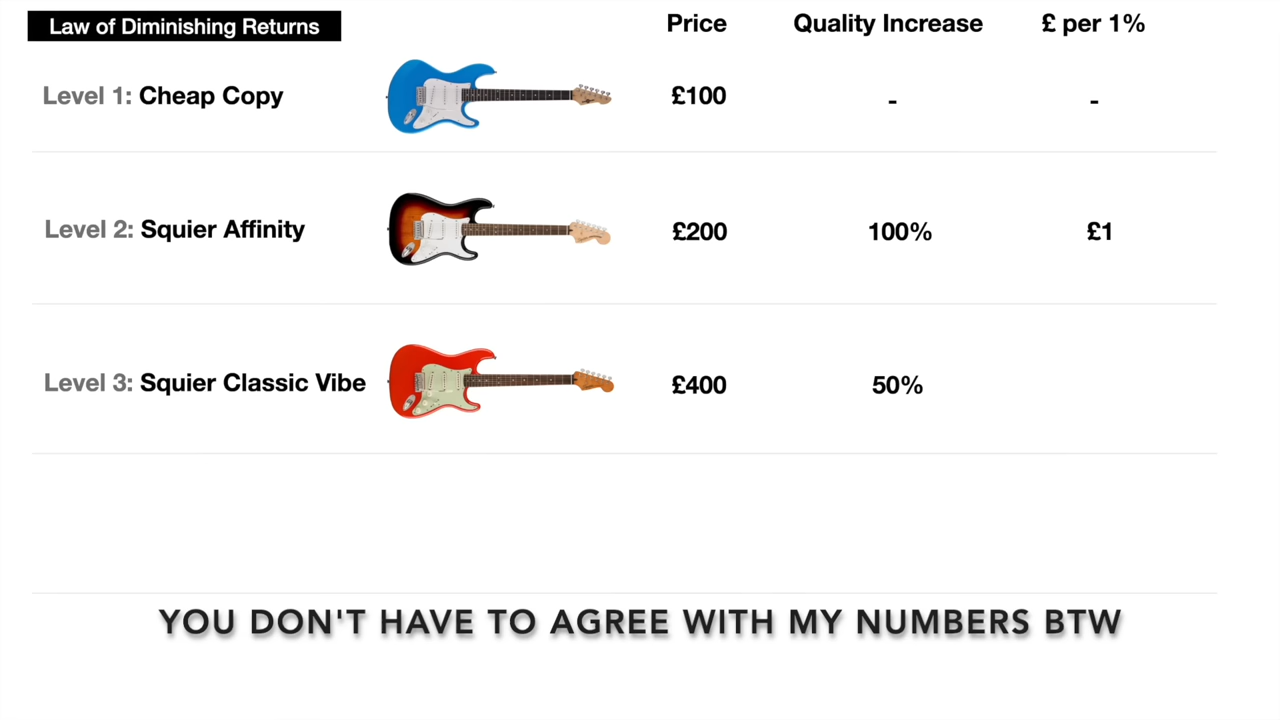 Law of Diminishing Returns
Price Quality Increase £ per 1%
Level 1: Cheap Copy £100 - -
Level 2: Squier Affinity £200 100% £1
Level 3: Squier Classic Vibe £400 50%
YOU DON'T HAVE TO AGREE WITH MY NUMBERS BTW